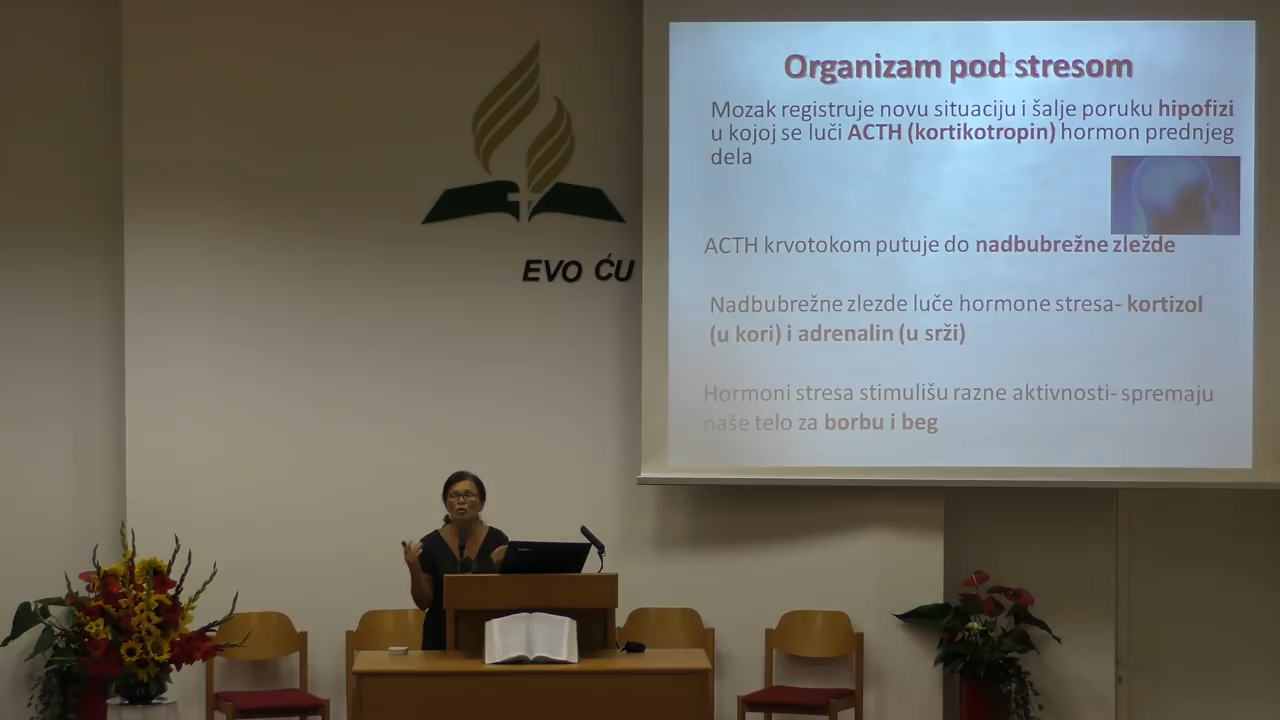 Organizam pod stresom
Mozak registruje novu situaciju i šalje poruku hipofizi
u kojoj se luči ACTH (kortikotropin) hormon prednjeg
dela
ACTH krvotokom putuje do nadbubrežne zležde
Nadbubrežne zlezde luče hormone stresa- kortizol
(u kori) i adrenalin (u srži)
Hormoni stresa stimulišu razne aktivnosti- spremaju
naše telo za borbu i beg
EVO ĆU